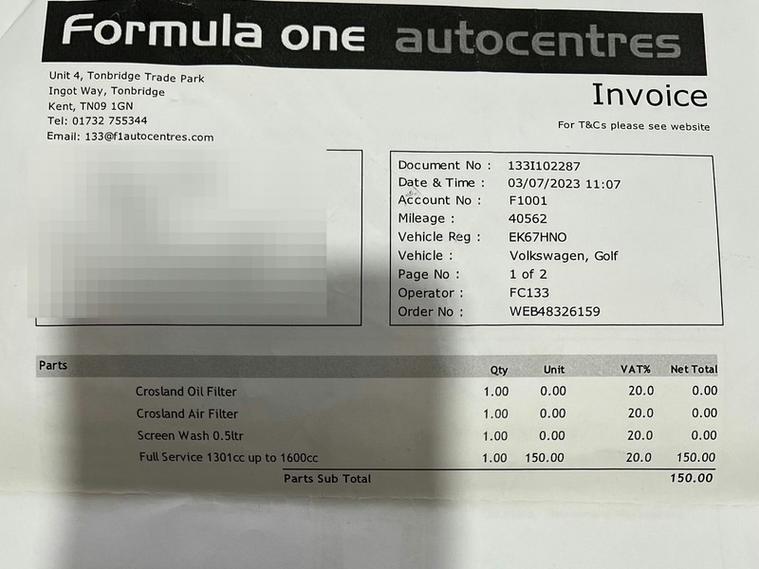 Formula one autocentres
Unit 4, Tonbridge Trade Park
Ingot Way, Tonbridge
Kent, TN09 1GN
Tel: 01732 755344
Email: 133@f1autocentres.com
Invoice
For T&Cs please see website
Document No : 133I102287
Date & Time : 03/07/2023 11:07
Account No : F1001
Mileage : 40562
Vehicle Reg : EK67HNO
Vehicle : Volkswagen, Golf
Page No : 1 of 2
Operator : FC133
Order No : WEB48326159
Parts Qty Unit VAT% Net Total
Crosland Oil Filter 1.00 0.00 20.0 0.00
Crosland Air Filter 1.00 0.00 20.0 0.00
Screen Wash 0.5ltr 1.00 0.00 20.0 0.00
Full Service 1301cc up to 1600cc 1.00 150.00 20.0 150.00
Parts Sub Total 150.00